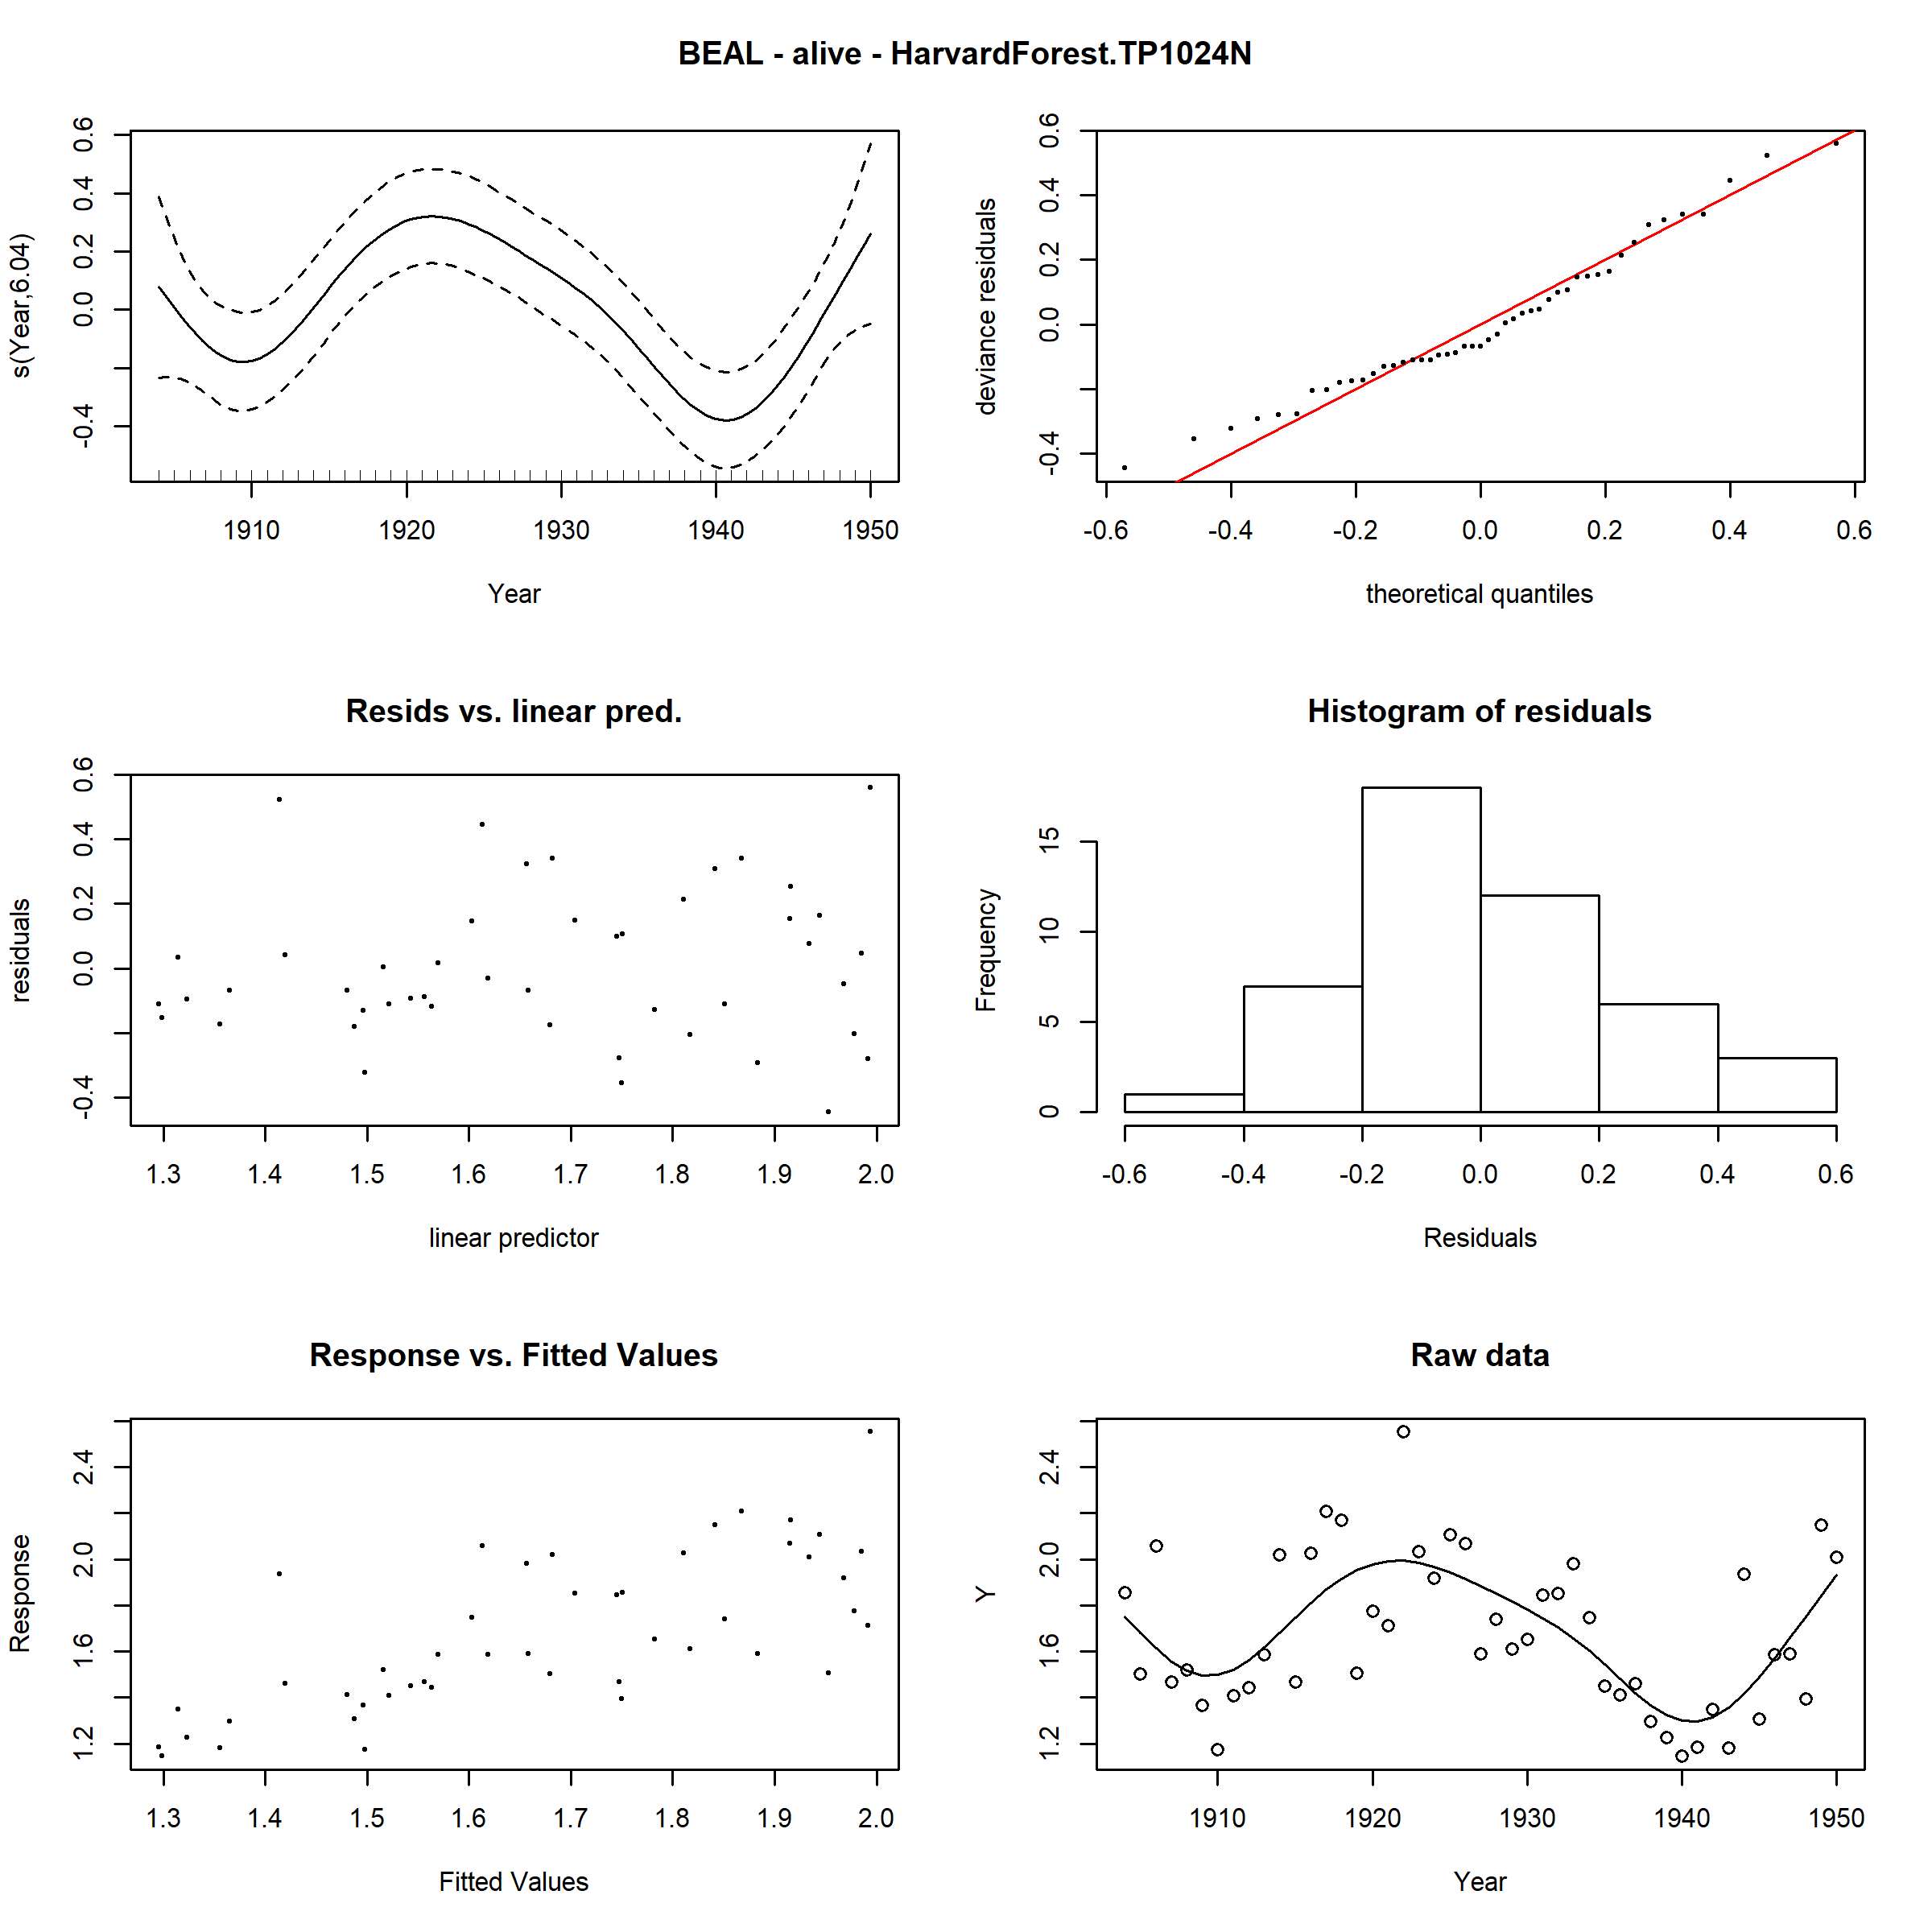 BEAL - alive - HarvardForest.TP1024N
s(Year,6.04)
0.6
0.4
0.2
0.0
-0.4
1910 1920 1930 1940 1950
Year
deviance residuals
0.6
0.4
0.2
0.0
-0.4
-0.6 -0.4 -0.2 0.0 0.2 0.4 0.6
theoretical quantiles
Resids vs. linear pred.
residuals
0.6
0.4
0.2
0.0
-0.4
1.3 1.4 1.5 1.6 1.7 1.8 1.9 2.0
linear predictor
Histogram of residuals
Frequency
15
10
5
0
-0.6 -0.4 -0.2 0.0 0.2 0.4 0.6
Residuals
Response vs. Fitted Values
Response
2.4
2.0
1.6
1.2
1.3 1.4 1.5 1.6 1.7 1.8 1.9 2.0
Fitted Values
Raw data
Y
2.4
2.0
1.6
1.2
1910 1920 1930 1940 1950
Year